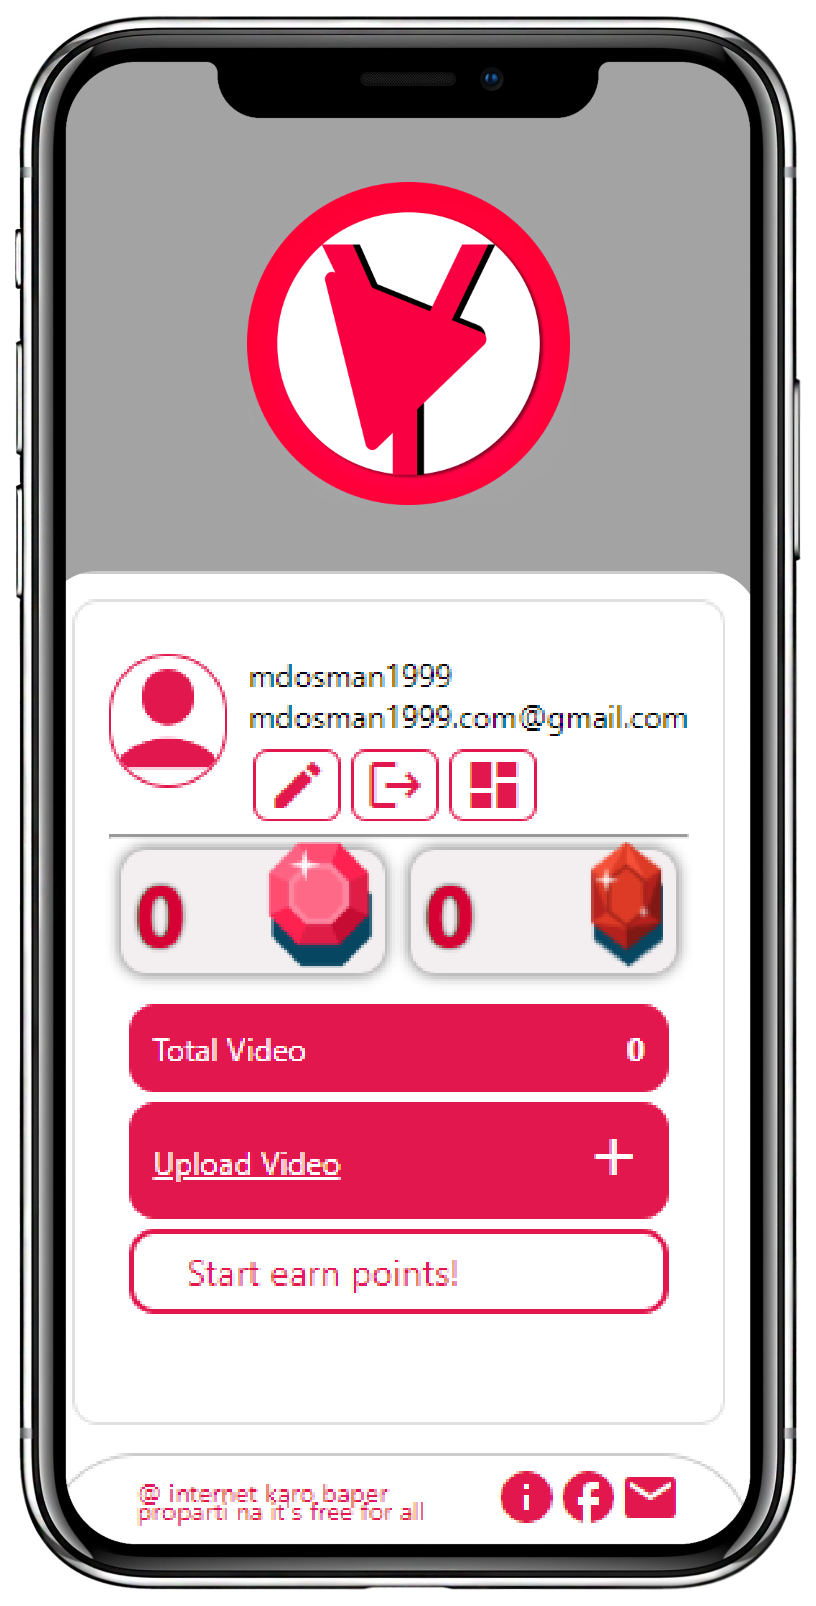 mdosman1999
mdosman1999.com@gmail.com
0 0
Total Video 0
Upload Video +
Start earn points!
@ internet karo baper
proparti na it's free for all